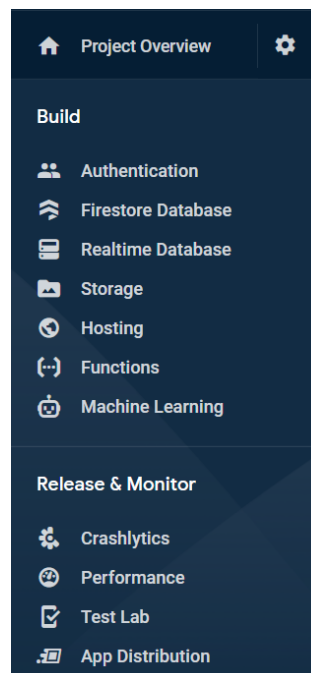 Project Overview
Build
Authentication
Firestore Database
Realtime Database
Storage
Hosting
Functions
Machine Learning
Release & Monitor
Crashlytics
Performance
Test Lab
App Distribution